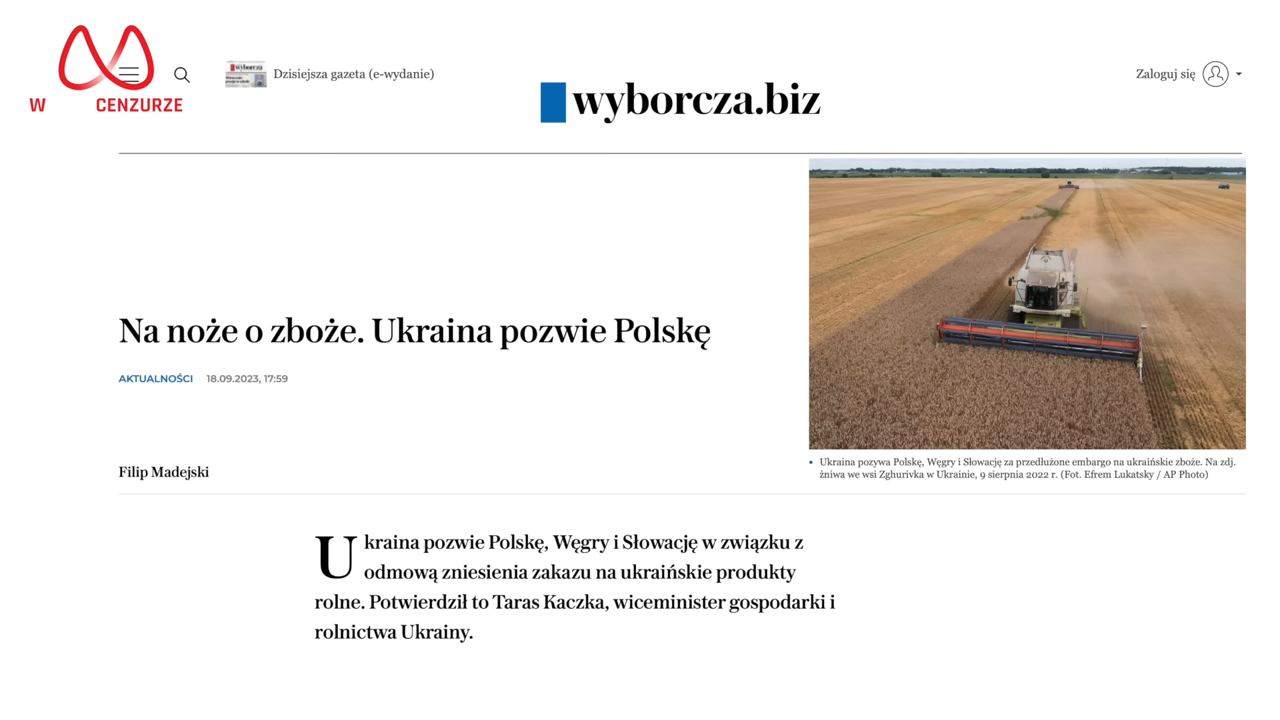 W CENZURZE
Dzisiejsza gazeta (e-wydanie)
wyborcza.biz
Zaloguj się
Na noże o zboże. Ukraina pozwie Polskę
AKTUALNOŚCI 18.09.2023, 17:59
Filip Madejski
Ukraina pozywa Polskę, Węgry i Słowację za przedłużone embargo na ukraińskie zboże. Na zdj.
żniwa we wsi Zghurivka w Ukrainie, 9 sierpnia 2022 r. (Fot. Efrem Lukatsky / AP Photo)
Ukraina pozwie Polskę, Węgry i Słowację w związku z
odmową zniesienia zakazu na ukraińskie produkty
rolne. Potwierdził to Taras Kaczka, wiceminister gospodarki i
rolnictwa Ukrainy.